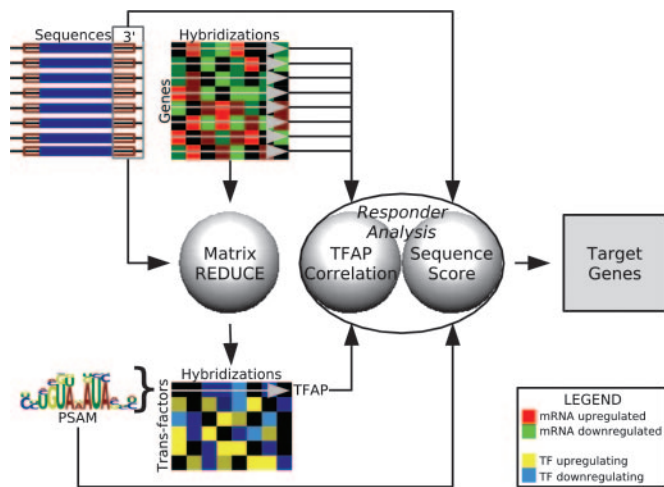 Sequences
3'
Hybridizations
Genes
Responder
Analysis
Matrix
REDUCE
TFAP
Correlation
Sequence
Score
Target
Genes
Hybridizations
Trans-factors
TFAP
PSAM
LEGEND
mRNA upregulated
mRNA downregulated
TF upregulating
TF downregulating